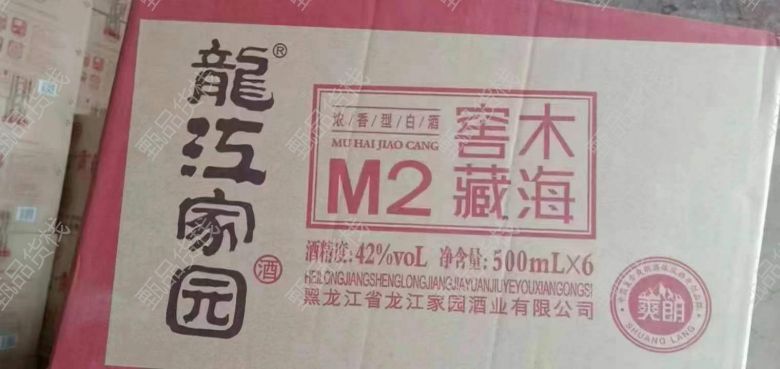 龍江家园®
酒
浓/香/型/白/酒
MU HAI JIAO CANG
M2
木海
窖藏
酒精度:42%voL 净含量:500mL×6
HEILONGJIANGSHENGLONGJIANGJIAYUANJIUYEYOUXIANGONGSI
黑龙江省龙江家园酒业有限公司
爽朗
SHUANG LANG
甄品货栈